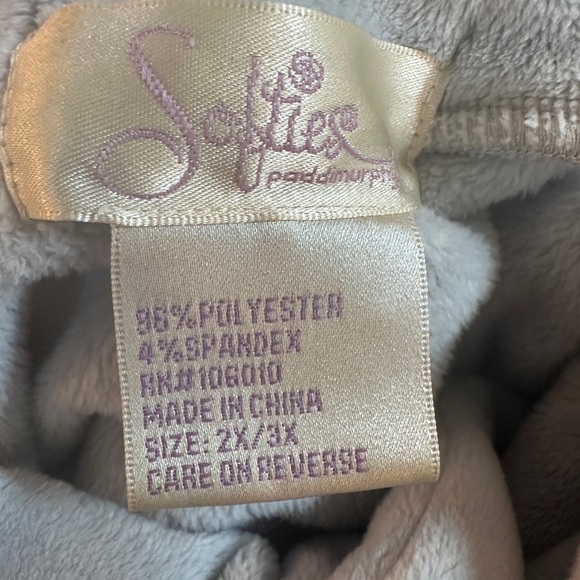 Softies
paddimurphy
96%POLYESTER
4%SPANDEX
RN#106010
MADE IN CHINA
SIZE: 2X/3X
CARE ON REVERSE